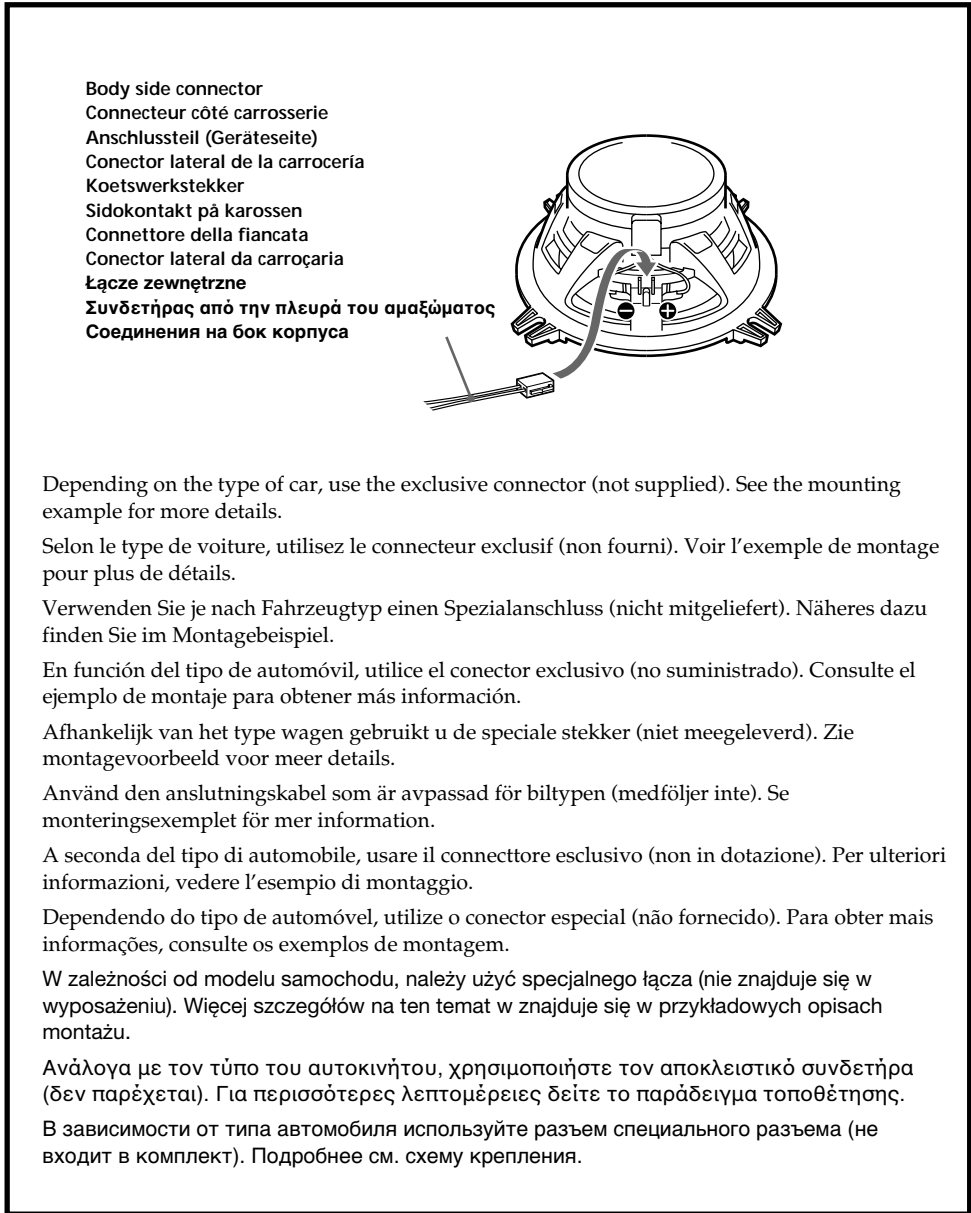 Body side connector
Connecteur côté carrosserie
Anschlussteil (Geräteseite)
Conector lateral de la carrocería
Koetswerkstekker
Sidokontakt på karossen
Connettore della fiancata
Conector lateral da carroçaria
Łącze zewnętrzne
Συνδετήρας από την πλευρά του αμαξώματος
Соединения на бок корпуса
− +
Depending on the type of car, use the exclusive connector (not supplied). See the mounting
example for more details.
Selon le type de voiture, utilisez le connecteur exclusif (non fourni). Voir l’exemple de montage
pour plus de détails.
Verwenden Sie je nach Fahrzeugtyp einen Spezialanschluss (nicht mitgeliefert). Näheres dazu
finden Sie im Montagebeispiel.
En función del tipo de automóvil, utilice el conector exclusivo (no suministrado). Consulte el
ejemplo de montaje para obtener más información.
Afhankelijk van het type wagen gebruikt u de speciale stekker (niet meegeleverd). Zie
montagevoorbeeld voor meer details.
Använd den anslutningskabel som är avpassad för biltypen (medföljer inte). Se
monteringsexemplet för mer information.
A seconda del tipo di automobile, usare il connecttore esclusivo (non in dotazione). Per ulteriori
informazioni, vedere l’esempio di montaggio.
Dependendo do tipo de automóvel, utilize o conector especial (não fornecido). Para obter mais
informações, consulte os exemplos de montagem.
W zależności od modelu samochodu, należy użyć specjalnego łącza (nie znajduje się w
wyposażeniu). Więcej szczegółów na ten temat w znajduje się w przykładowych opisach
montażu.
Ανάλογα με τον τύπο του αυτοκινήτου, χρησιμοποιήστε τον αποκλειστικό συνδετήρα
(δεν παρέχεται). Για περισσότερες λεπτομέρειες δείτε το παράδειγμα τοποθέτησης.
В зависимости от типа автомобиля используйте разъем специального разъема (не
входит в комплект). Подробнее см. схему крепления.